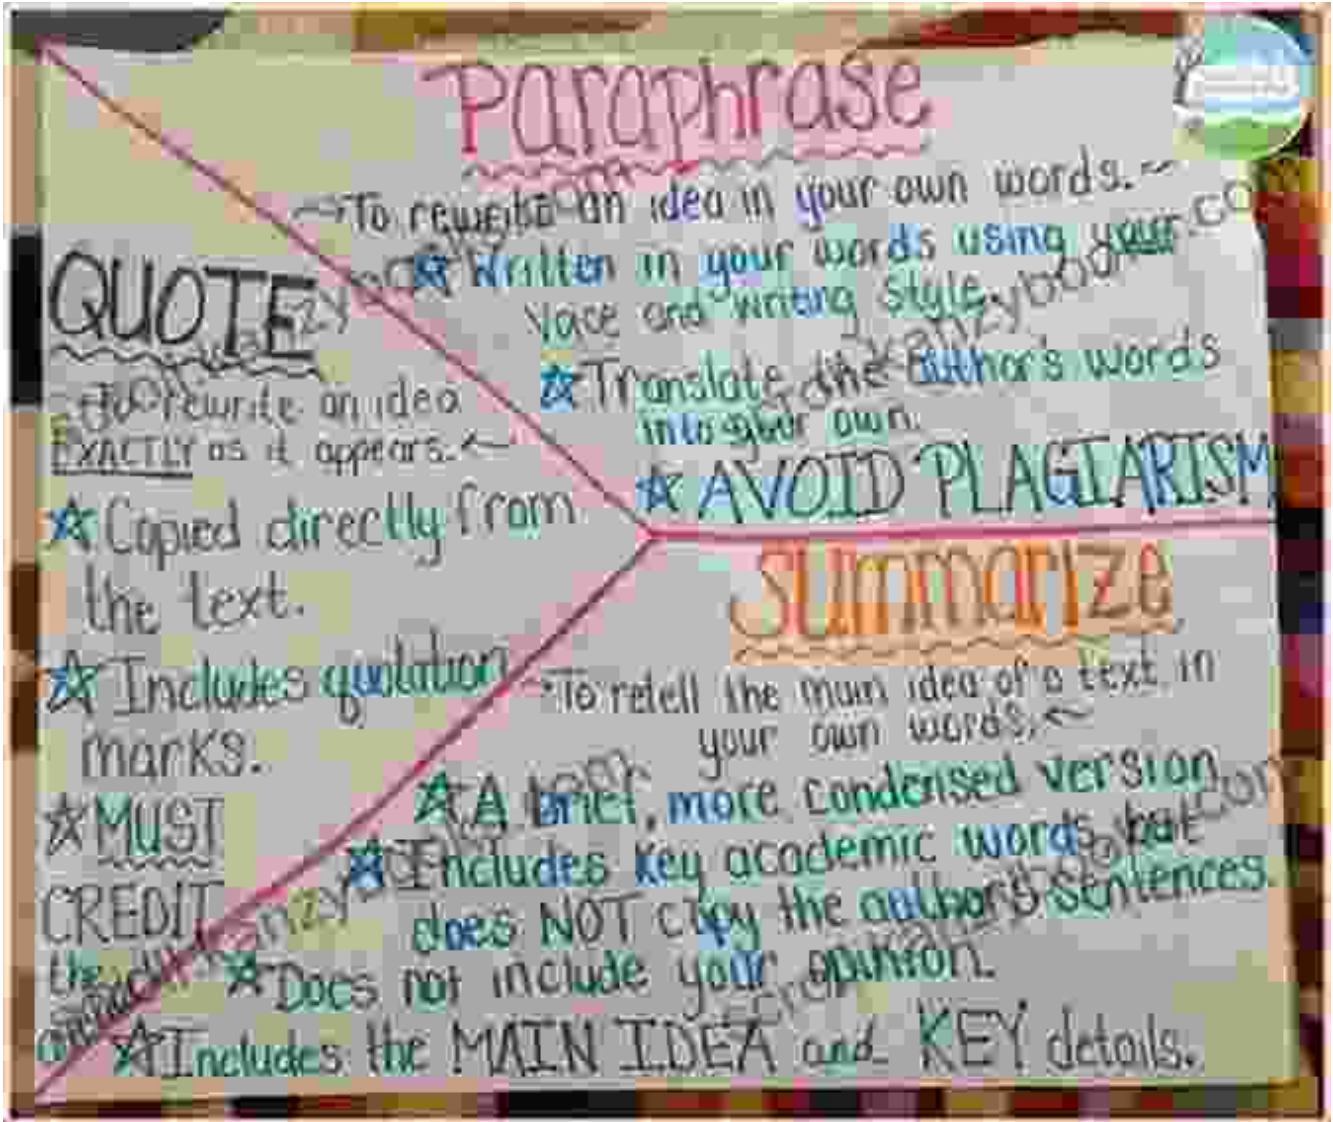 Paraphrase
To rewrite an idea in your own words.
Written in your words using your
voice and writing style.
Translate the author's words
into your own.
AVOID PLAGIARISM
QUOTE
To rewrite an idea
EXACTLY as it appears.
Copied directly from
the text.
Includes quotation
marks.
MUST
CREDIT
the
Summarize
To retell the main idea of a text in
your own words.
A brief, more condensed version
Includes key academic words but
does NOT copy the author's sentences
Does not include your opinion.
Includes the MAIN IDEA and KEY details.